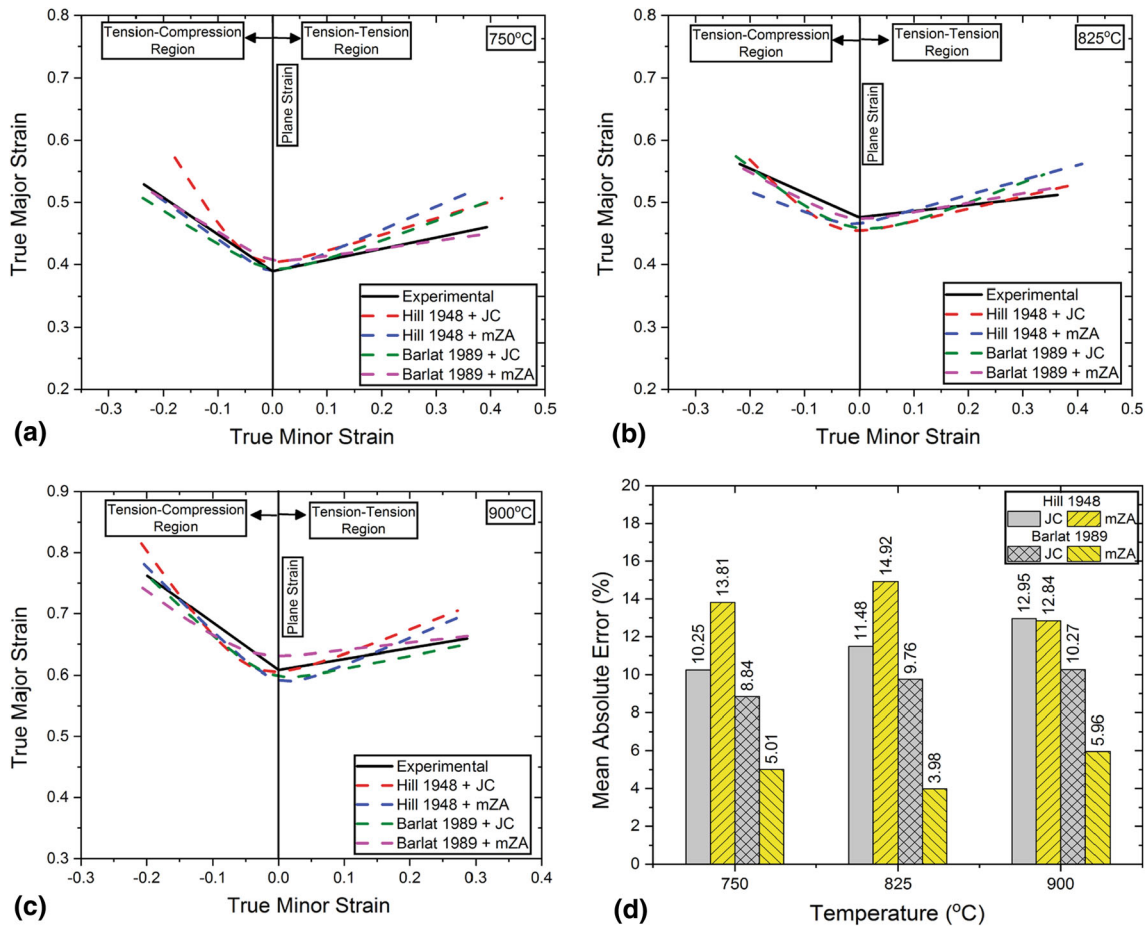 Tension-Compression
Region
Tension-Tension
Region
750°C
Plane Strain
True Major Strain
0.8
0.7
0.6
0.5
0.4
0.3
0.2
-0.3 -0.2 -0.1 0.0 0.1 0.2 0.3 0.4 0.5
True Minor Strain
Experimental
Hill 1948 + JC
Hill 1948 + mZA
Barlat 1989 + JC
Barlat 1989 + mZA
(a)
Tension-Compression
Region
Tension-Tension
Region
825°C
Plane Strain
True Major Strain
0.8
0.7
0.6
0.5
0.4
0.3
0.2
-0.3 -0.2 -0.1 0.0 0.1 0.2 0.3 0.4 0.5
True Minor Strain
Experimental
Hill 1948 + JC
Hill 1948 + mZA
Barlat 1989 + JC
Barlat 1989 + mZA
(b)
Tension-Compression
Region
Tension-Tension
Region
900°C
Plane Strain
True Major Strain
0.9
0.8
0.7
0.6
0.5
0.4
0.3
-0.3 -0.2 -0.1 0.0 0.1 0.2 0.3 0.4
True Minor Strain
Experimental
Hill 1948 + JC
Hill 1948 + mZA
Barlat 1989 + JC
Barlat 1989 + mZA
(c)
Mean Absolute Error (%)
20
18
16
14
12
10
8
6
4
2
0
Hill 1948
JC mZA
Barlat 1989
JC mZA
10.25
13.81
8.84
5.01
11.48
14.92
9.76
3.98
12.95
12.84
10.27
5.96
750 825 900
Temperature (°C)
(d)